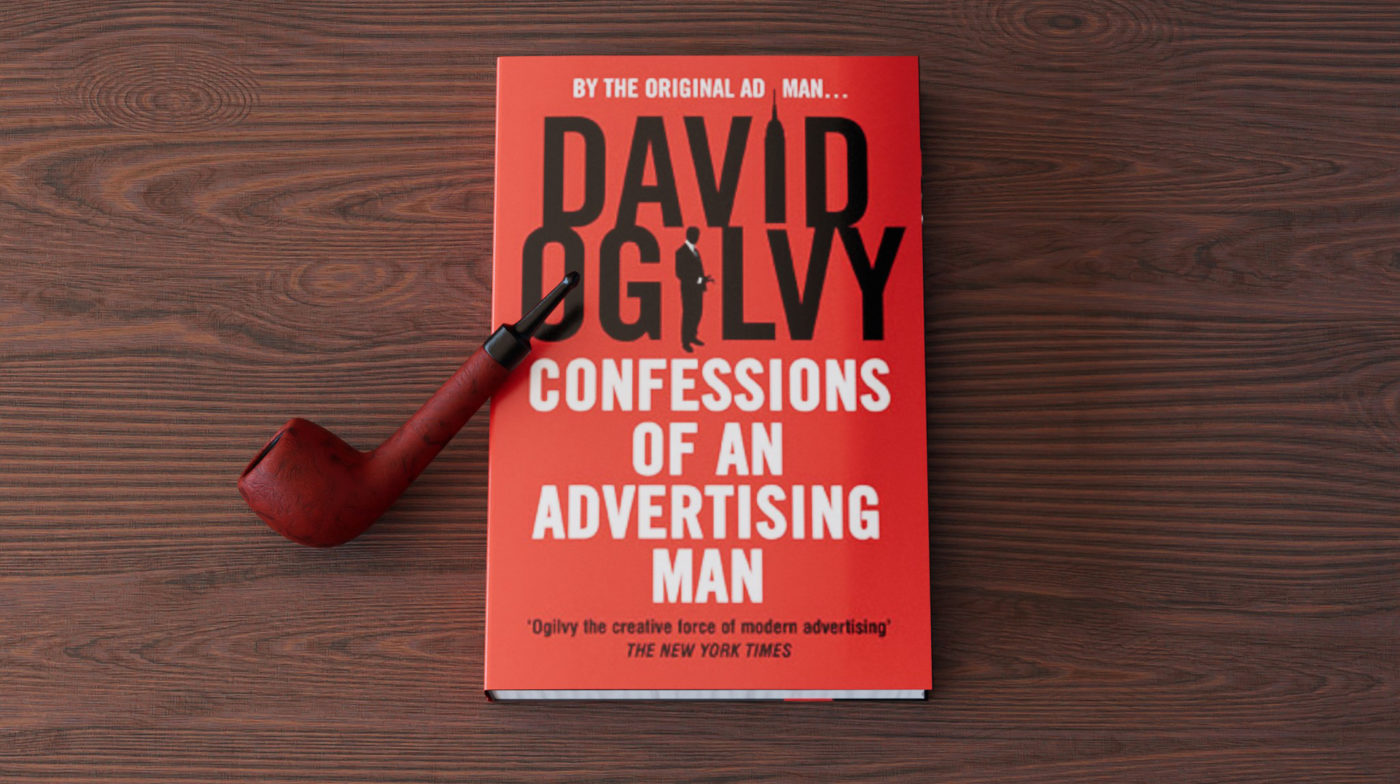 BY THE ORIGINAL AD MAN...
DAVID
OGILVY
CONFESSIONS
OF AN
ADVERTISING
MAN
'Ogilvy the creative force of modern advertising'
THE NEW YORK TIMES